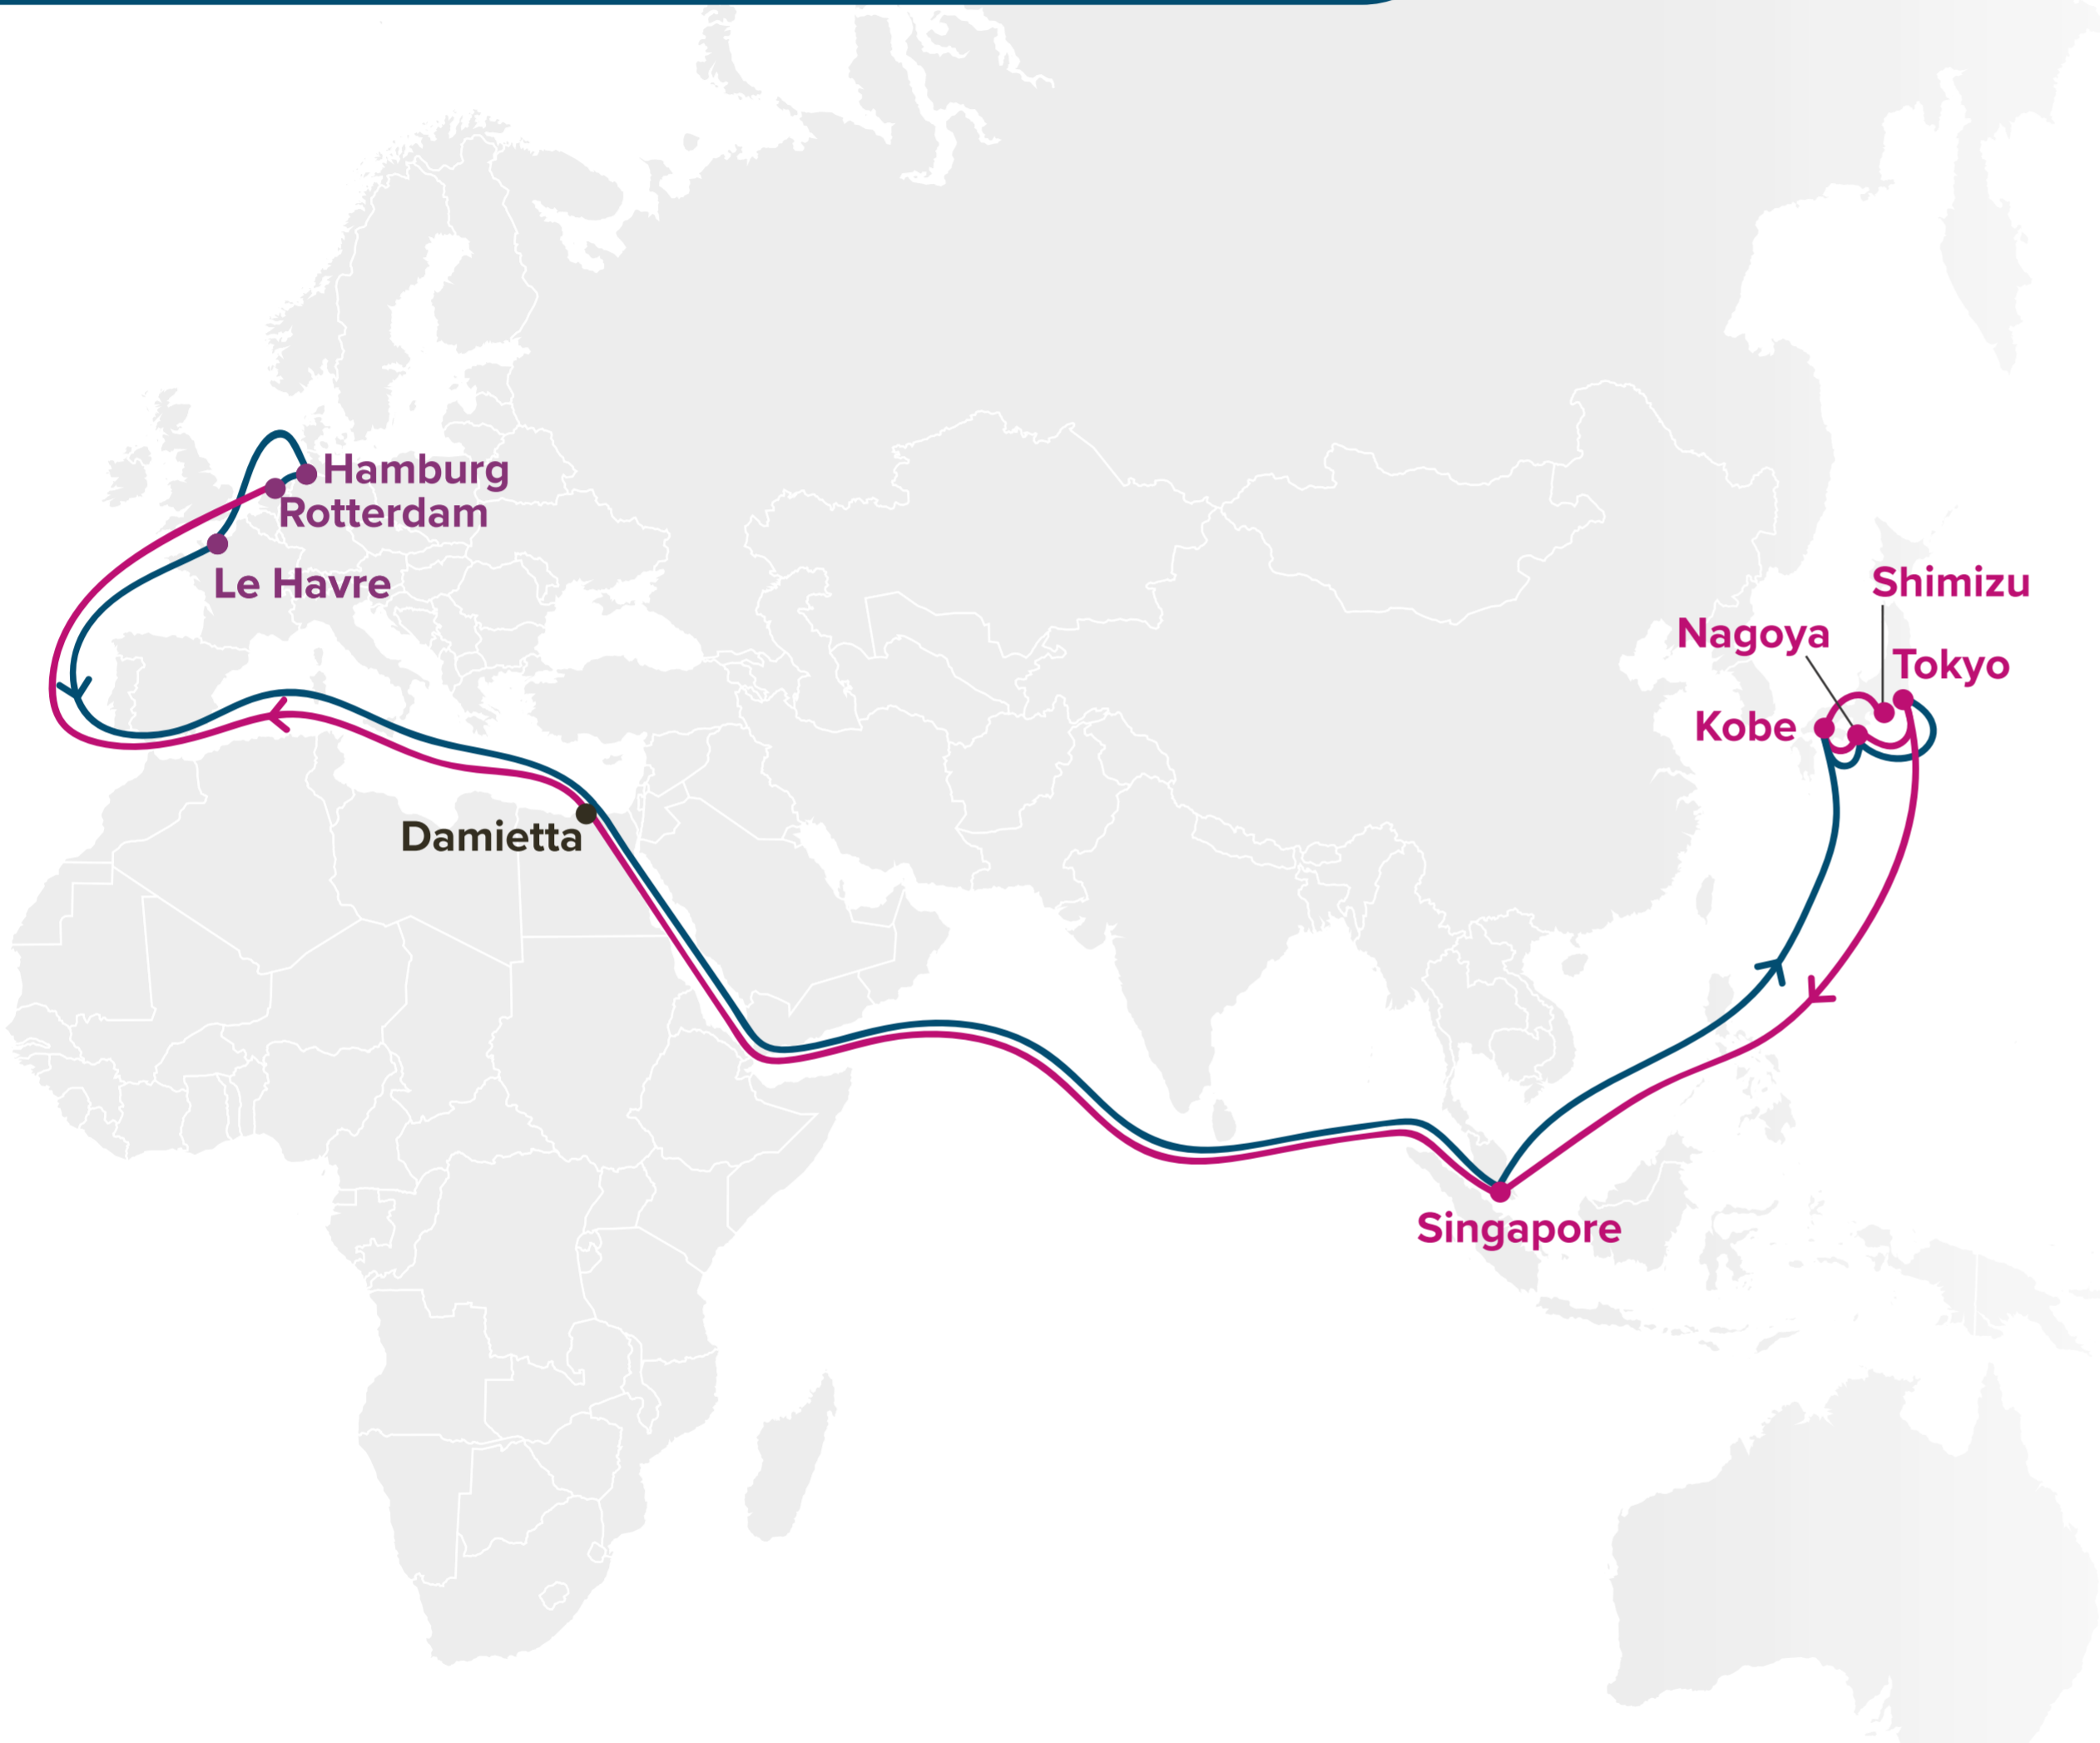 Hamburg
Rotterdam
Le Havre
Shimizu
Nagoya
Tokyo
Kobe
Damietta
Singapore